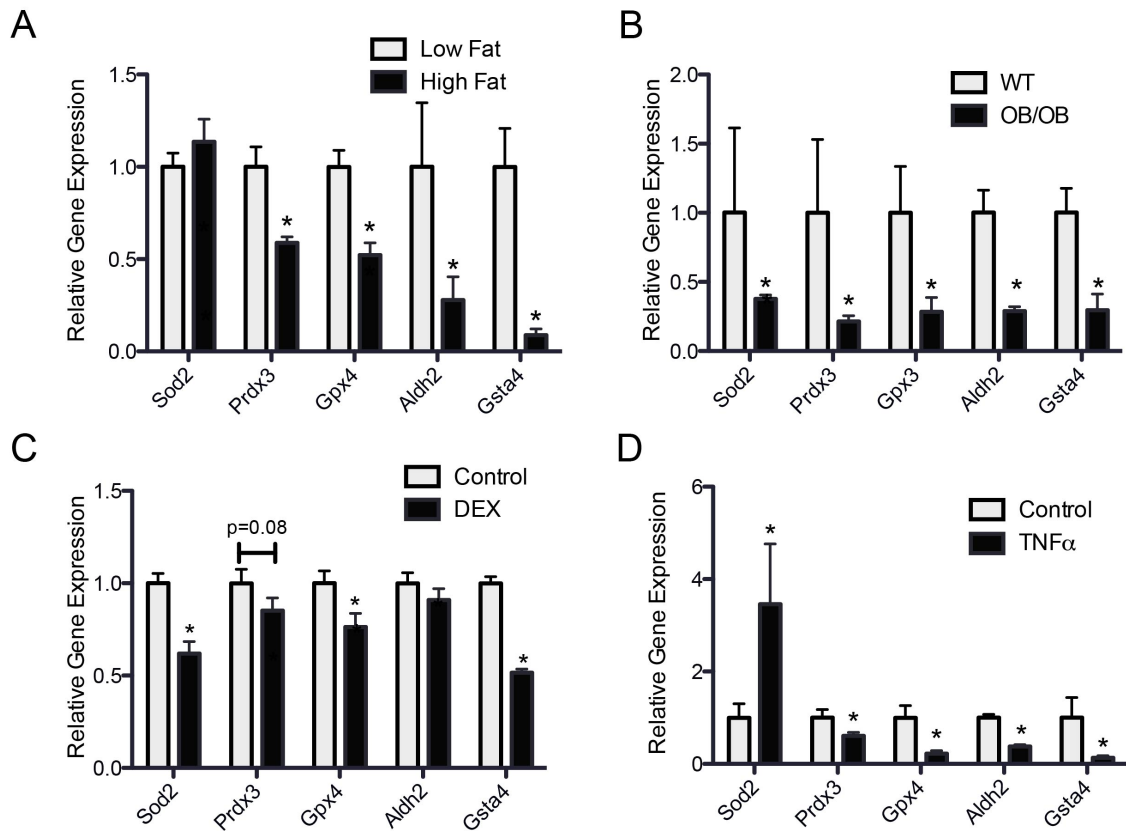 A
Low Fat
High Fat
Relative Gene Expression
1.5
1.0
0.5
0.0
*
*
*
*
Sod2
Prdx3
Gpx4
Aldh2
Gsta4
B
WT
OB/OB
Relative Gene Expression
2.0
1.5
1.0
0.5
0.0
*
*
*
*
*
Sod2
Prdx3
Gpx3
Aldh2
Gsta4
C
Control
DEX
Relative Gene Expression
1.5
1.0
0.5
0.0
p=0.08
*
*
*
Sod2
Prdx3
Gpx4
Aldh2
Gsta4
D
Control
TNFα
Relative Gene Expression
6
4
2
0
*
*
*
*
*
Sod2
Prdx3
Gpx4
Aldh2
Gsta4